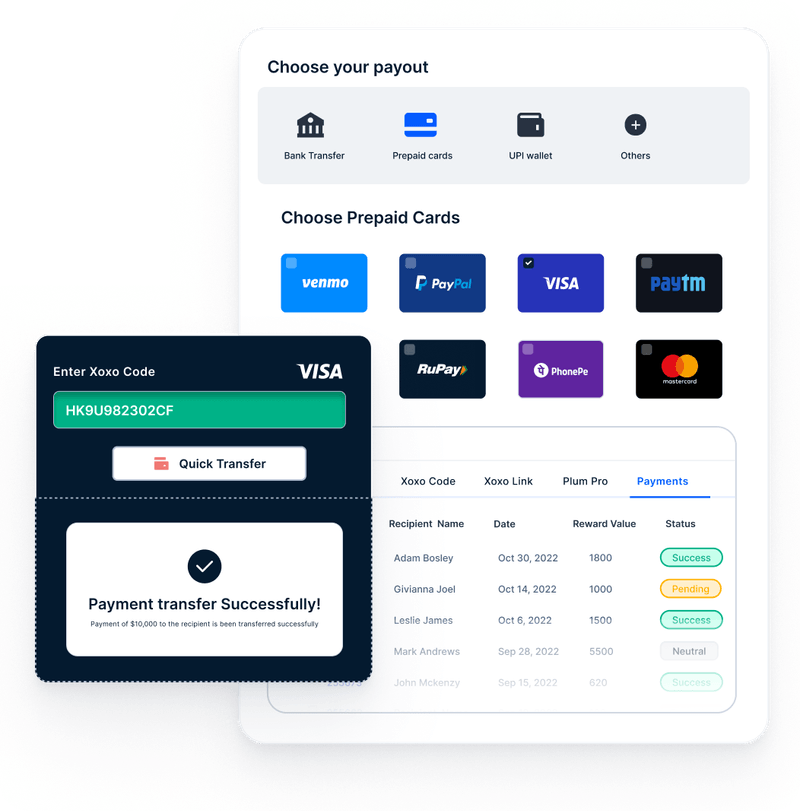 Choose your payout
Bank Transfer
Prepaid cards
UPI wallet
Others
Choose Prepaid Cards
venmo
PayPal
VISA
paytm
RuPay
PhonePe
mastercard
Enter Xoxo Code
VISA
HK9U982302CF
Quick Transfer
Payment transfer Successfully!
Payment of $10,000 to the recipient is been transferred successfully
Xoxo Code Xoxo Link Plum Pro Payments
Recipient Name Date Reward Value Status
Adam Bosley Oct 30, 2022 1800 Success
Givianna Joel Oct 14, 2022 1000 Pending
Leslie James Oct 6, 2022 1500 Success
Mark Andrews Sep 28, 2022 5500 Neutral
John Mckenzy Sep 15, 2022 620 Success